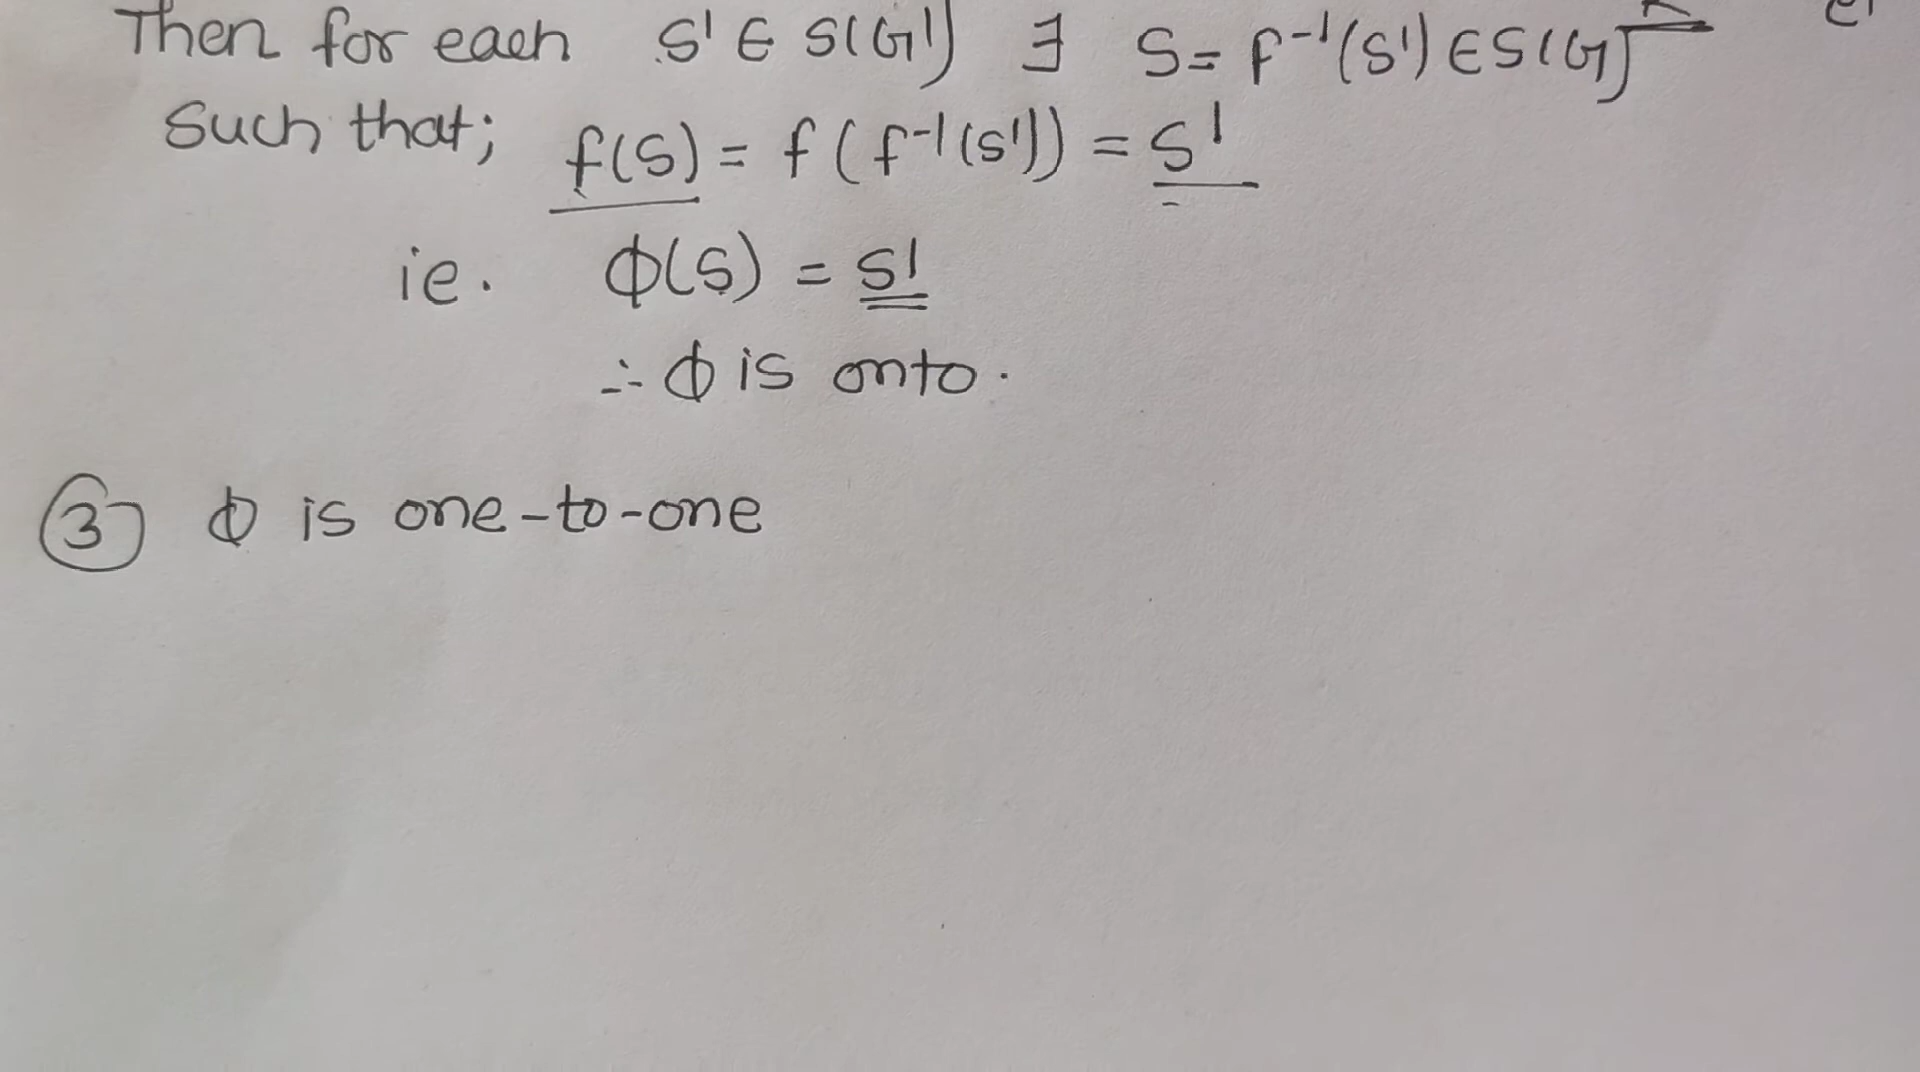 Then for each S' ∈ S(G') ∃ S = f⁻¹(S') ∈ S(G)
such that; f(S) = f(f⁻¹(S')) = S'
ie. ϕ(S) = S'
∴ ϕ is onto.
③ ϕ is one-to-one